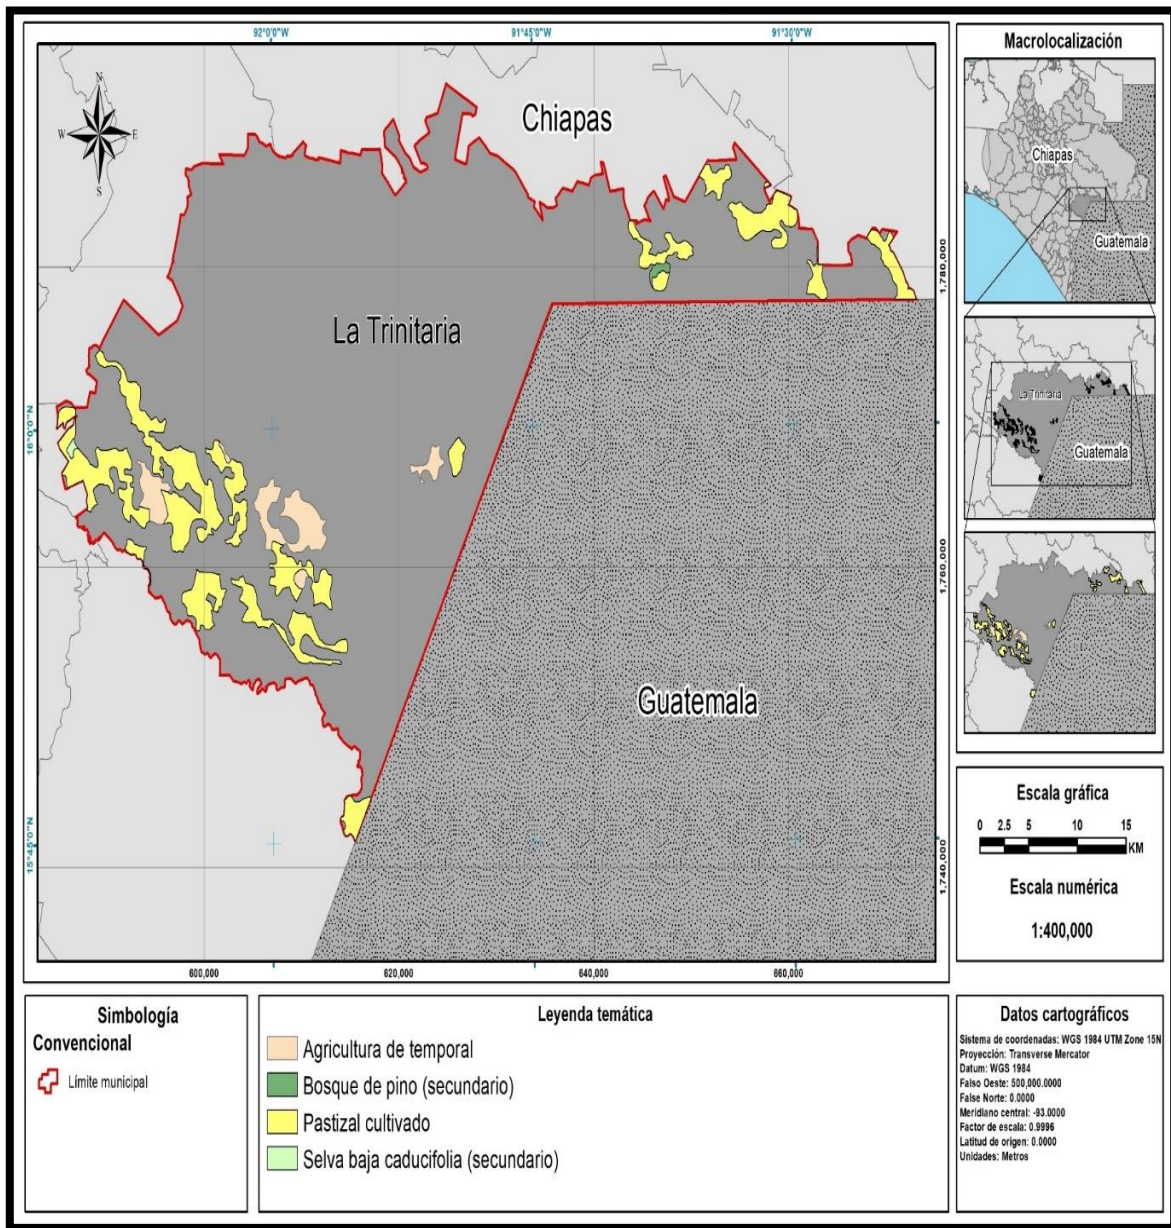 92°0'0"W
91°45'0"W
91°30'0"W
N
W
E
S
Chiapas
La Trinitaria
Guatemala
16°0'0"N
15°45'0"N
1,780,000
1,760,000
1,740,000
600,000
620,000
640,000
660,000
Macrolocalización
Chiapas
Guatemala
La Trinitaria
Guatemala
Escala gráfica
0 2.5 5 10 15
KM
Escala numérica
1:400,000
Simbología
Convencional
Límite municipal
Leyenda temática
Agricultura de temporal
Bosque de pino (secundario)
Pastizal cultivado
Selva baja caducifolia (secundario)
Datos cartográficos
Sistema de coordenadas: WGS 1984 UTM Zone 15N
Proyección: Transverse Mercator
Datum: WGS 1984
Falso Oeste: 500,000.0000
False Norte: 0.0000
Meridiano central: -93.0000
Factor de escala: 0.9996
Latitud de origen: 0.0000
Unidades: Metros